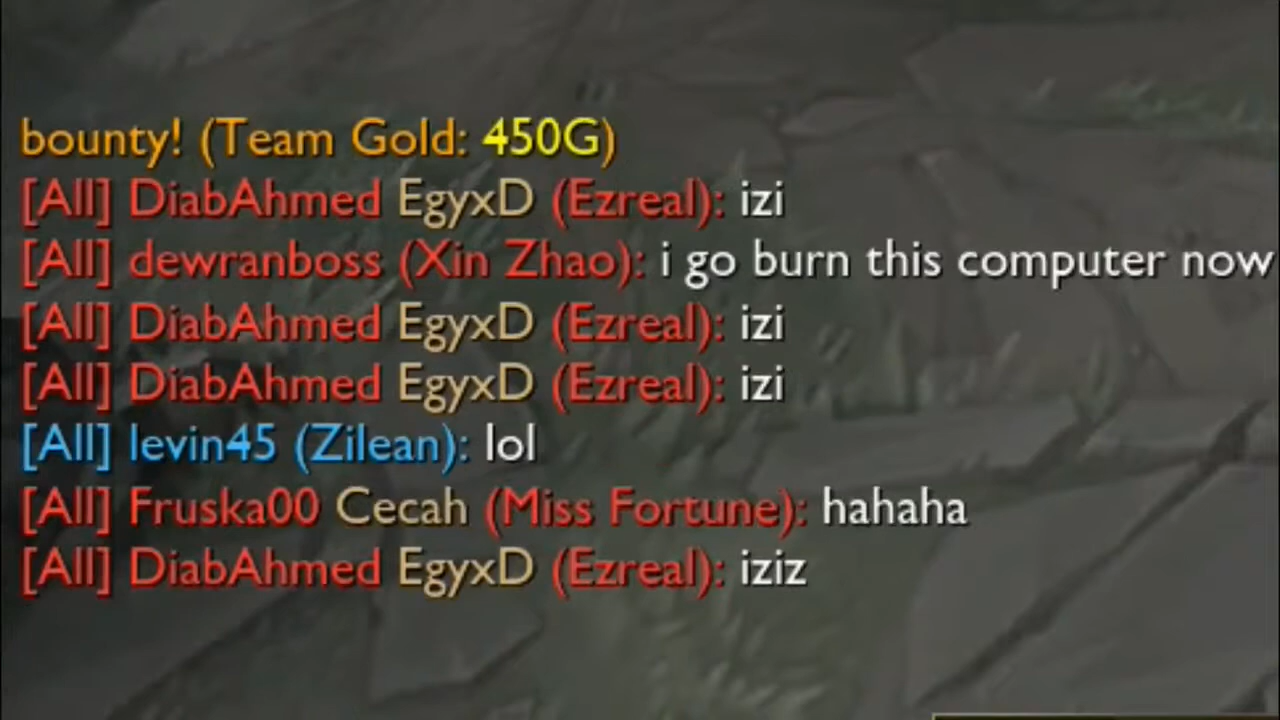 bounty! (Team Gold: 450G)
[All] DiabAhmed EgyxD (Ezreal): izi
[All] dewranboss (Xin Zhao): i go burn this computer now
[All] DiabAhmed EgyxD (Ezreal): izi
[All] DiabAhmed EgyxD (Ezreal): izi
[All] levin45 (Zilean): lol
[All] Fruska00 Cecah (Miss Fortune): hahaha
[All] DiabAhmed EgyxD (Ezreal): iziz